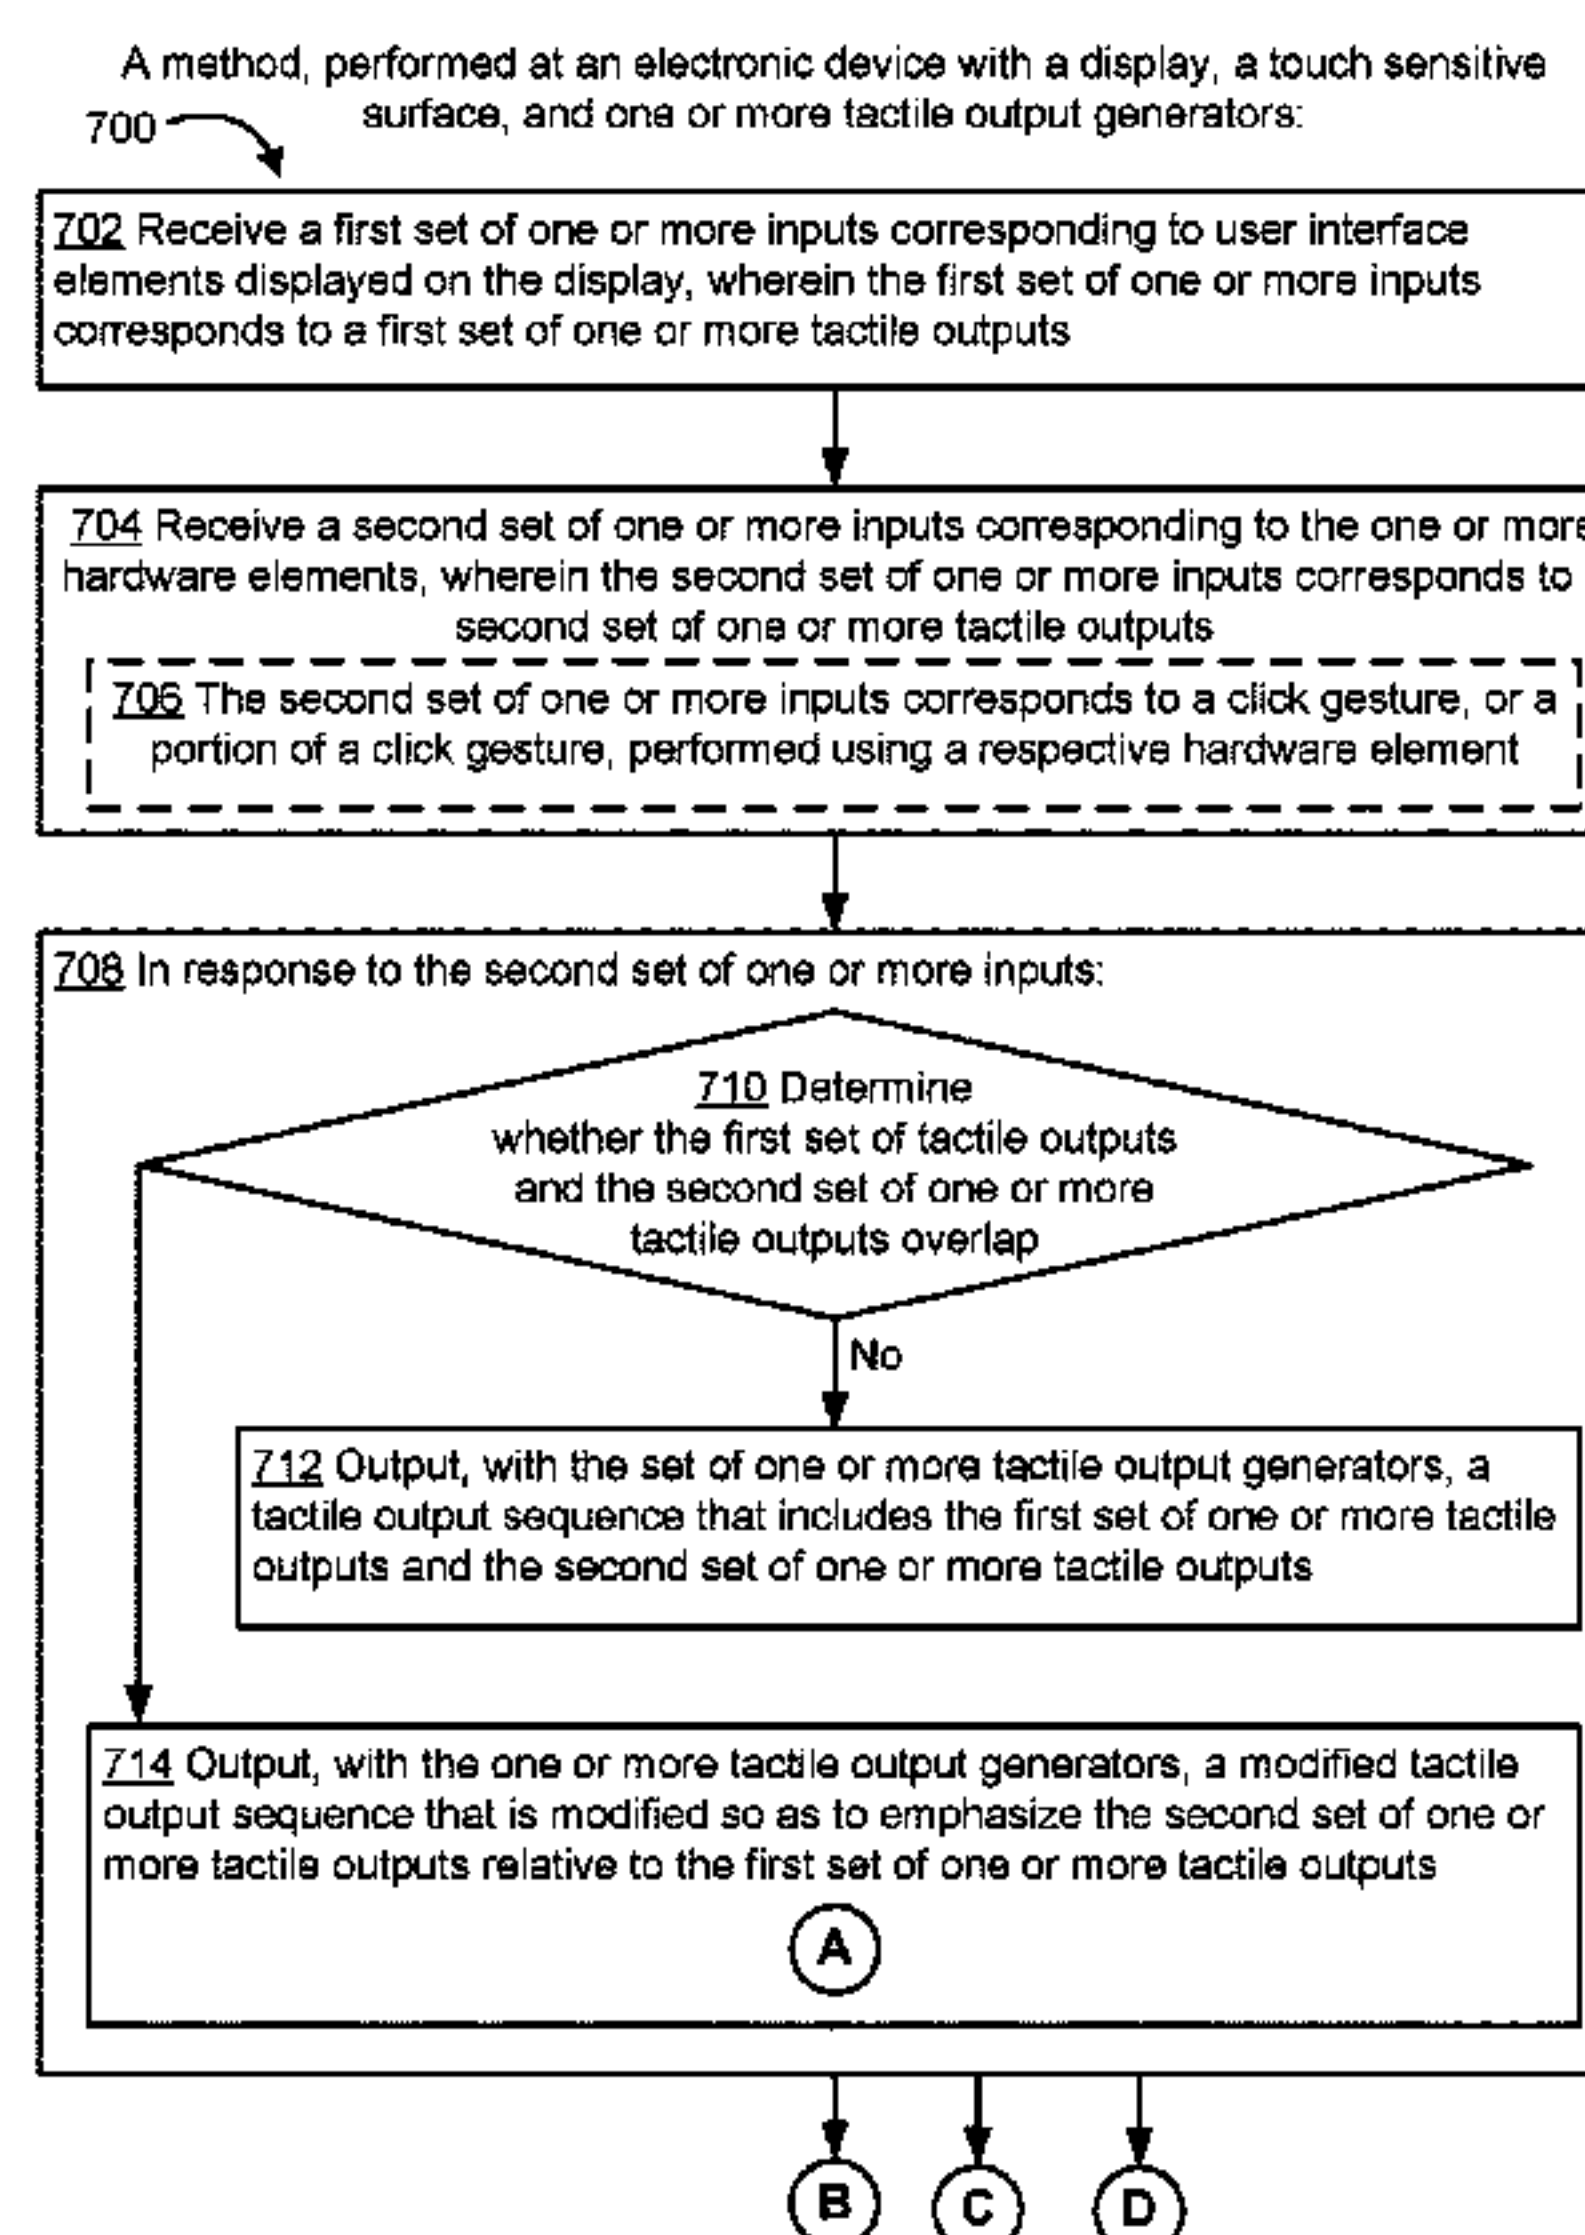 A method, performed at an electronic device with a display, a touch sensitive
surface, and one or more tactile output generators:
700
702 Receive a first set of one or more inputs corresponding to user interface
elements displayed on the display, wherein the first set of one or more inputs
corresponds to a first set of one or more tactile outputs
704 Receive a second set of one or more inputs corresponding to the one or more
hardware elements, wherein the second set of one or more inputs corresponds to
second set of one or more tactile outputs
706 The second set of one or more inputs corresponds to a click gesture, or a
portion of a click gesture, performed using a respective hardware element
708 In response to the second set of one or more inputs:
710 Determine
whether the first set of tactile outputs
and the second set of one or more
tactile outputs overlap
No
712 Output, with the set of one or more tactile output generators, a
tactile output sequence that includes the first set of one or more tactile
outputs and the second set of one or more tactile outputs
714 Output, with the one or more tactile output generators, a modified tactile
output sequence that is modified so as to emphasize the second set of one or
more tactile outputs relative to the first set of one or more tactile outputs
A
B C D